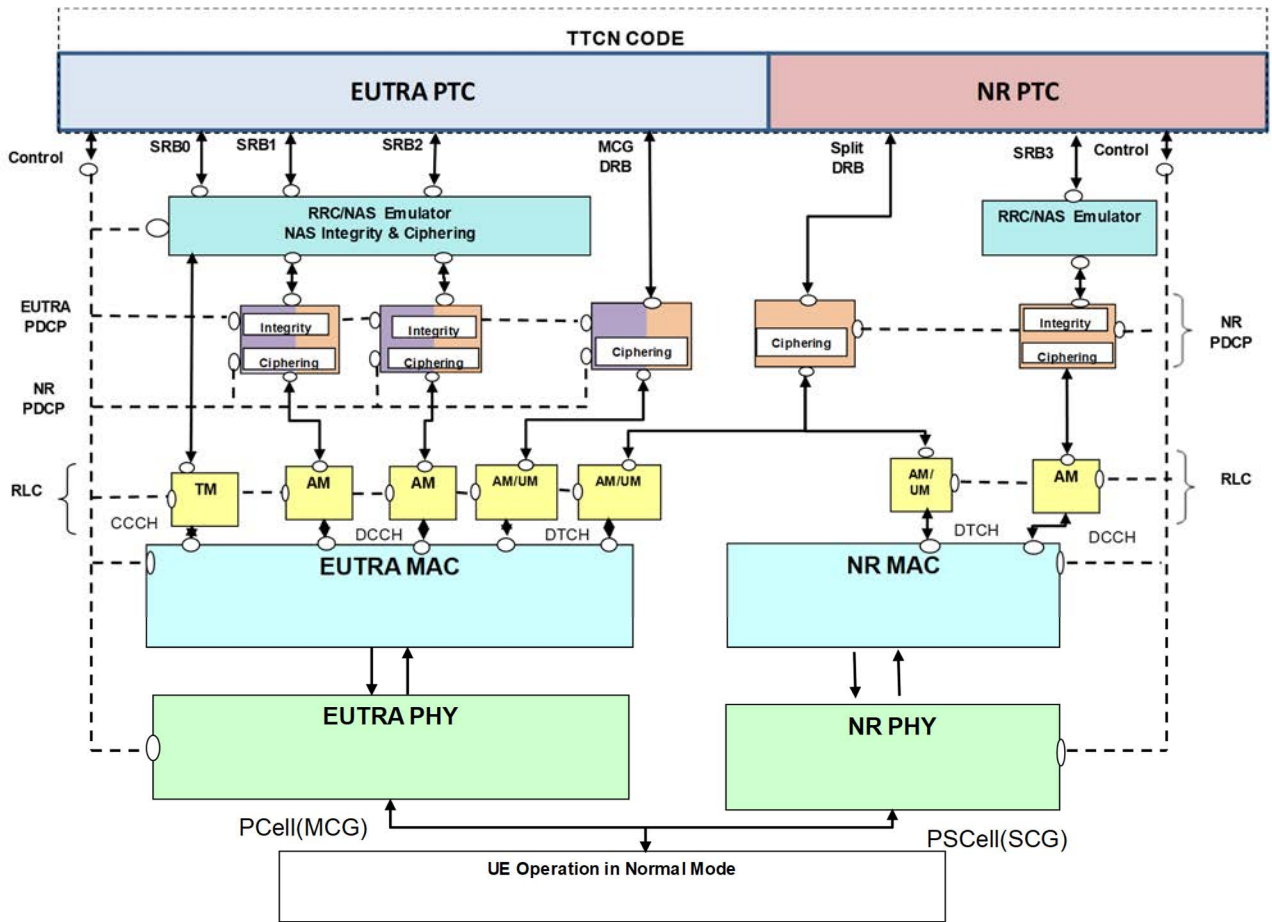 TTCN CODE
EUTRA PTC
NR PTC
Control
SRB0
SRB1
SRB2
MCG
DRB
Split
DRB
SRB3
Control
RRC/NAS Emulator
NAS Integrity & Ciphering
RRC/NAS Emulator
EUTRA
PDCP
Integrity
Ciphering
Integrity
Ciphering
Ciphering
Ciphering
Integrity
Ciphering
NR
PDCP
NR
PDCP
RLC
TM
AM
AM
AM/UM
AM/UM
AM/
UM
AM
RLC
CCCH
DCCH
DTCH
DTCH
DCCH
EUTRA MAC
NR MAC
EUTRA PHY
NR PHY
PCell(MCG)
PSCell(SCG)
UE Operation in Normal Mode